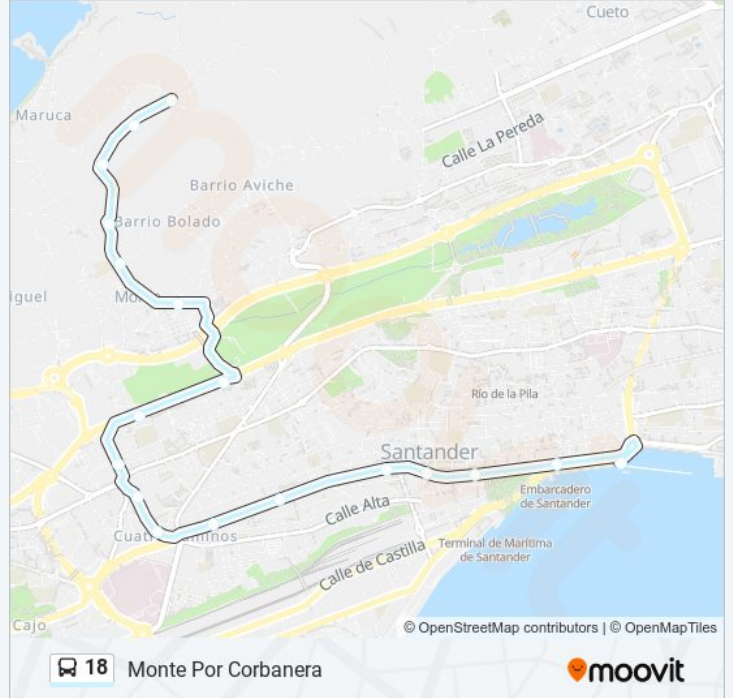 Cueto
Maruca
Calle La Pereda
Barrio Aviche
Barrio Bolado
iguel
Mo
Río de la Pila
Santander
Embarcadero
de Santander
Calle Alta
Cuat minos
Terminal de Marítima
de Santander
Calle de Castilla
Cajo
© OpenStreetMap contributors | © OpenMapTiles
18 Monte Por Corbanera
moovit